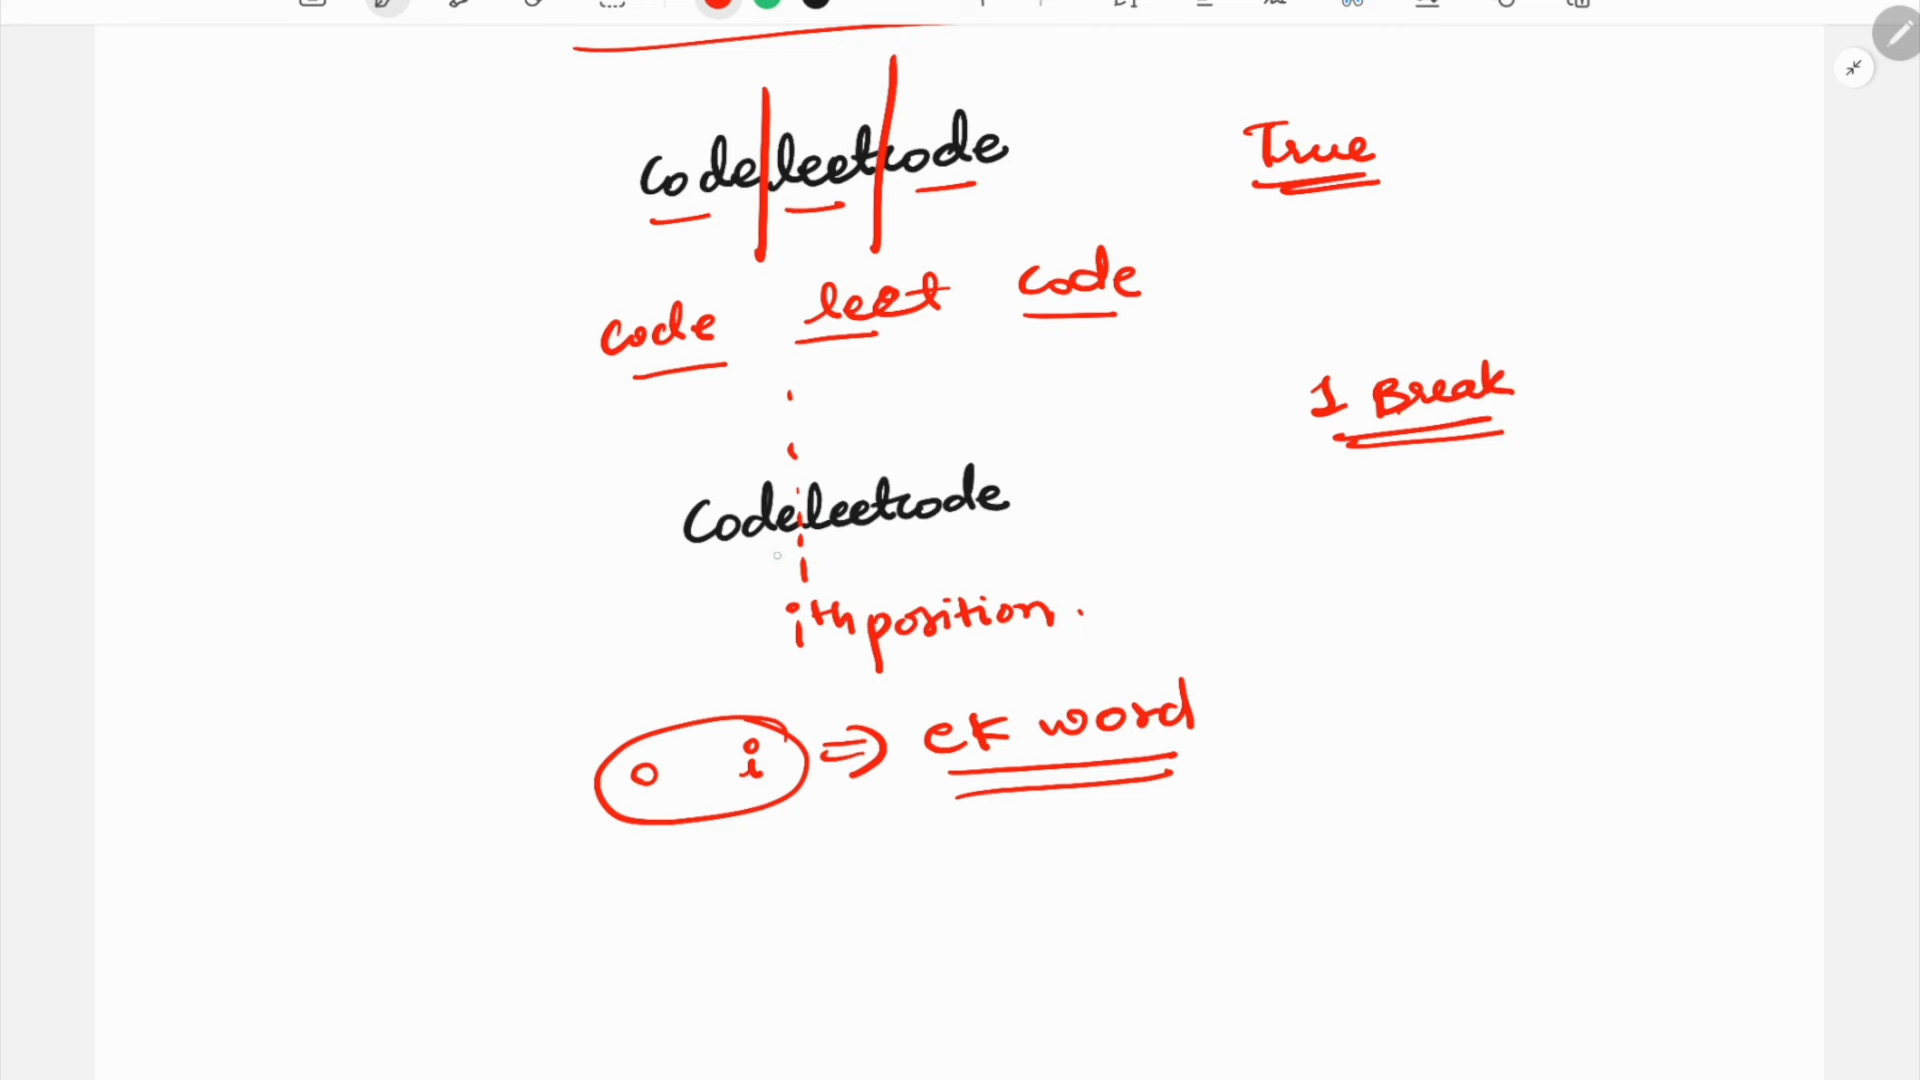 Codeleetcode
True
code leet code
1 Break
Codeleetcode
ith position.
0 i => ek word